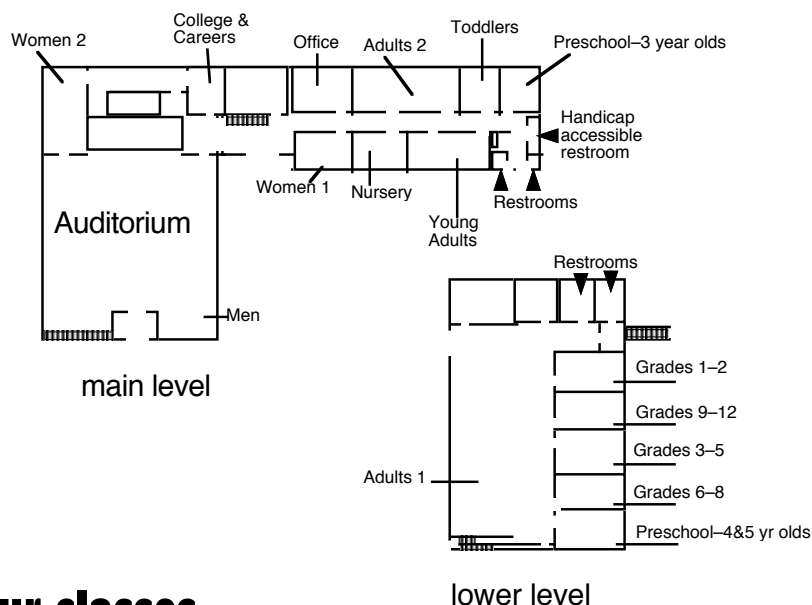 College &
Careers
Women 2
Office
Adults 2
Toddlers
Preschool–3 year olds
Handicap
accessible
restroom
Women 1
Nursery
Young
Adults
Restrooms
Auditorium
Men
main level
Restrooms
Grades 1–2
Grades 9–12
Grades 3–5
Adults 1
Grades 6–8
Preschool–4&5 yr olds
lower level
classes